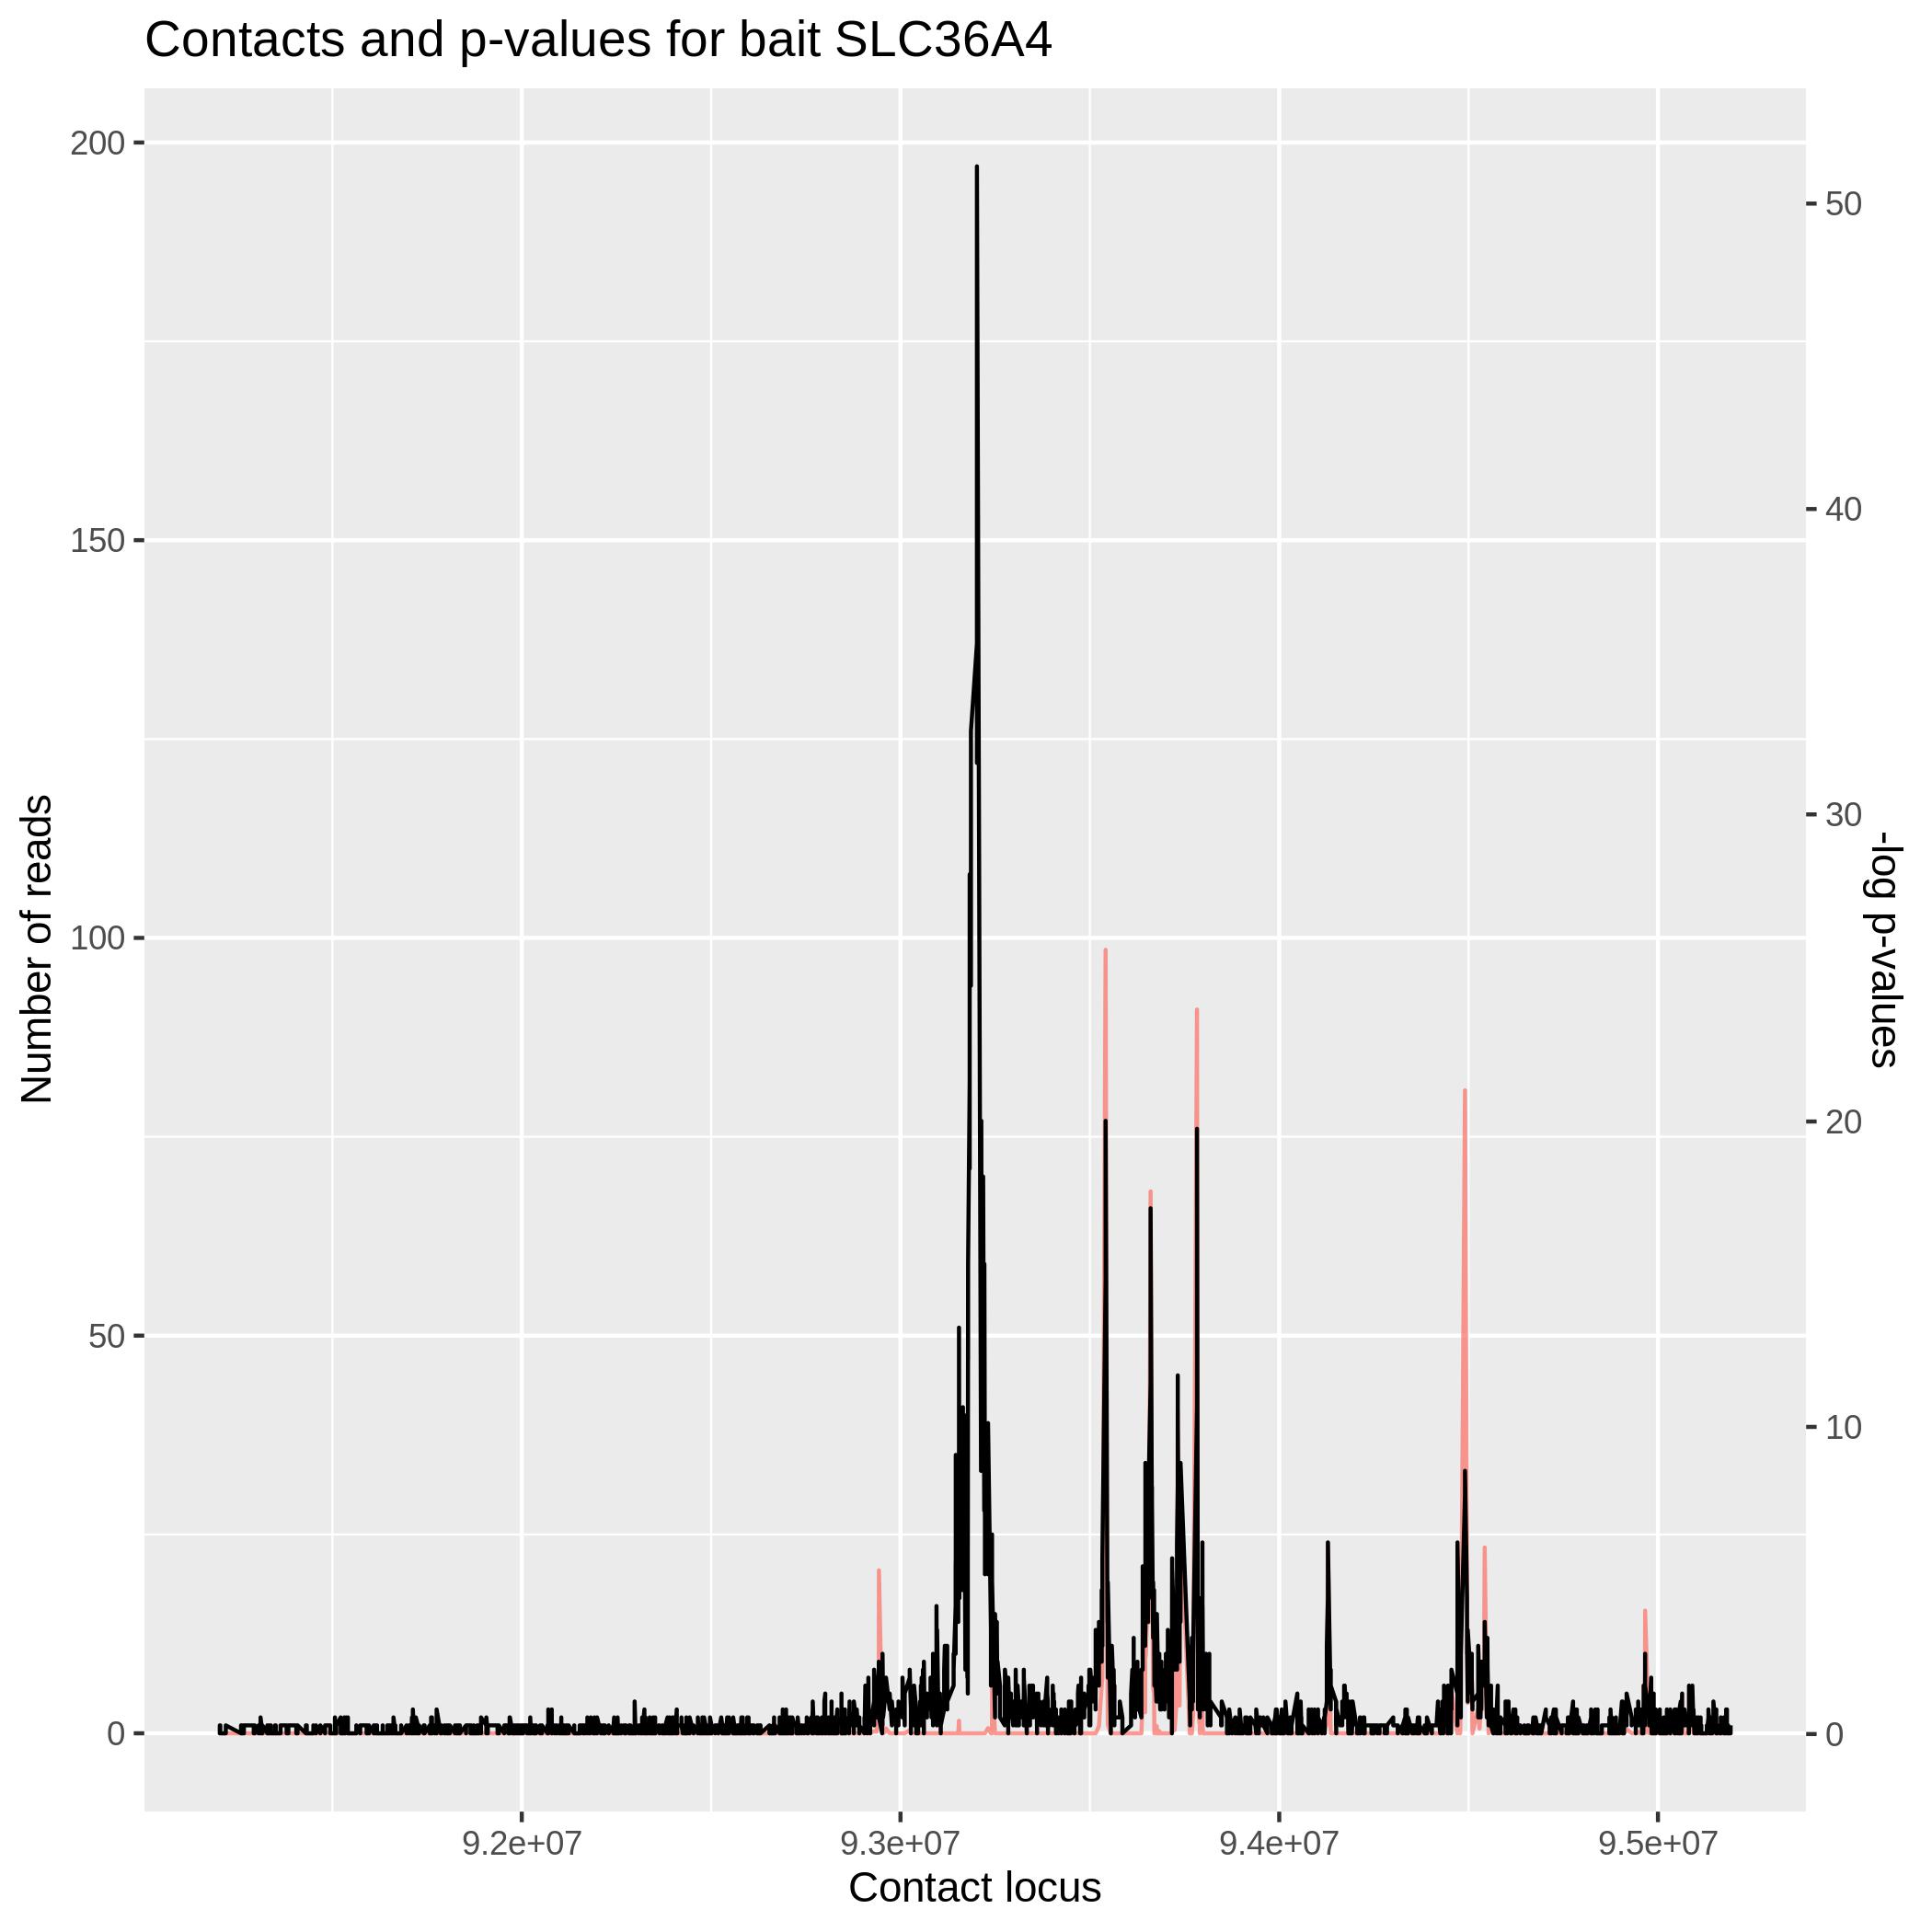 Contacts and p-values for bait SLC36A4
200
150
100
50
0
Number of reads
50
40
30
20
10
0
-log p-values
9.2e+07 9.3e+07 9.4e+07 9.5e+07
Contact locus